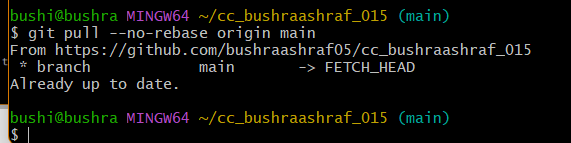 bushi@bushra MINGW64 ~/cc_bushraashraf_015 (main)
$ git pull --no-rebase origin main
From https://github.com/bushraashraf05/cc_bushraashraf_015
 * branch            main       -> FETCH_HEAD
Already up to date.

bushi@bushra MINGW64 ~/cc_bushraashraf_015 (main)
$